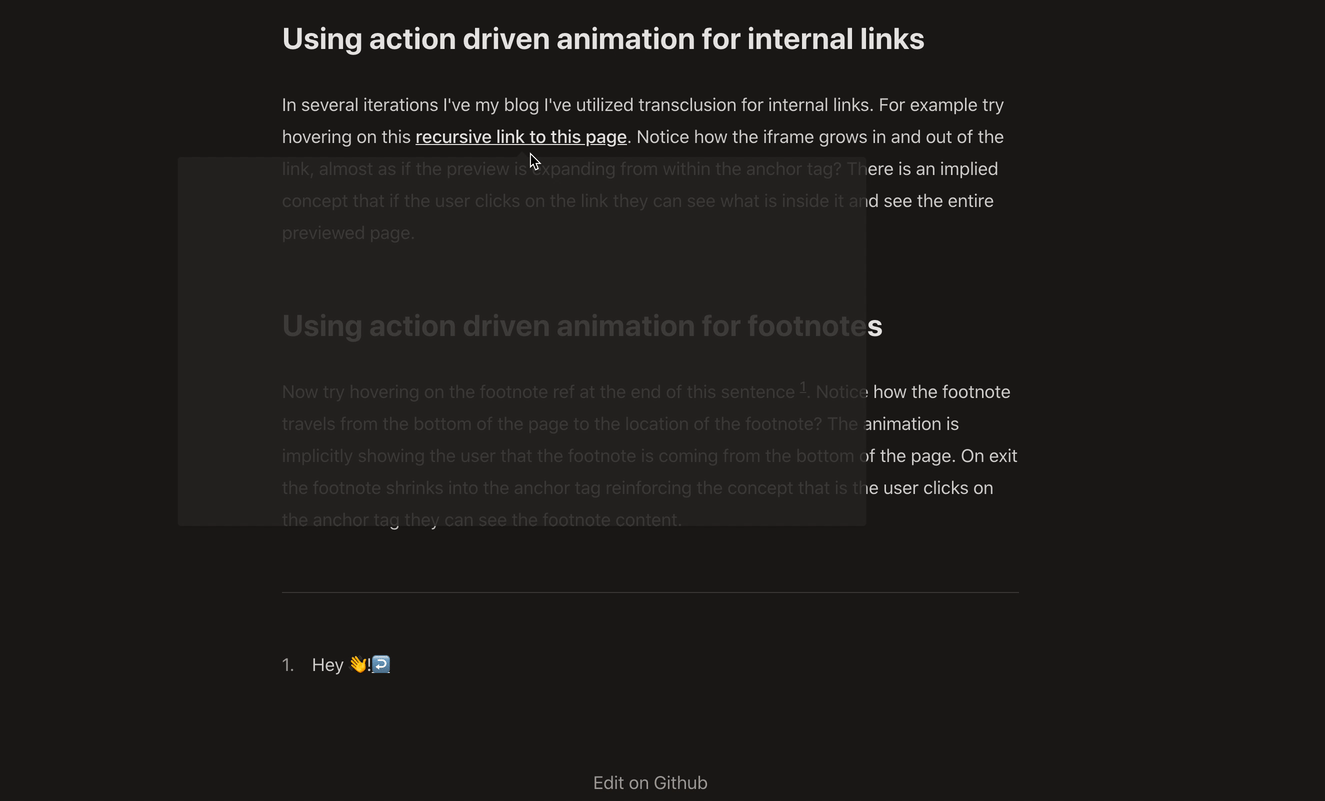 Using action driven animation for internal links
In several iterations I've my blog I've utilized transclusion for internal links. For example try
hovering on this recursive link to this page. Notice how the iframe grows in and out of the
link, almost as if the preview is expanding from within the anchor tag? There is an implied
concept that if the user clicks on the link they can see what is inside it and see the entire
previewed page.
Using action driven animation for footnotes
Now try hovering on the footnote ref at the end of this sentence 1. Notice how the footnote
travels from the bottom of the page to the location of the footnote? The animation is
implicitly showing the user that the footnote is coming from the bottom of the page. On exit
the footnote shrinks into the anchor tag reinforcing the concept that is the user clicks on
the anchor tag they can see the footnote content.
1. Hey 👋!↩️
Edit on Github